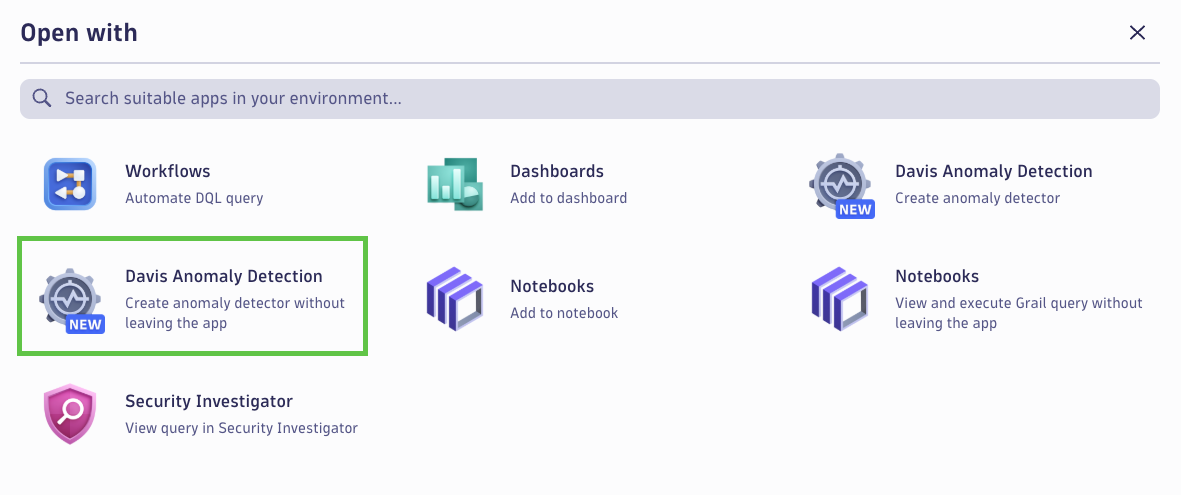 Open with
Search suitable apps in your environment...
Workflows
Automate DQL query
Dashboards
Add to dashboard
Davis Anomaly Detection
Create anomaly detector
NEW
Davis Anomaly Detection
Create anomaly detector without
leaving the app
NEW
Notebooks
Add to notebook
Notebooks
View and execute Grail query without
leaving the app
Security Investigator
View query in Security Investigator